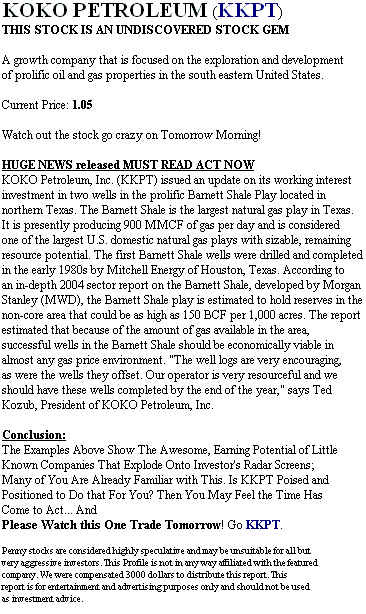 KOKO PETROLEUM (KKPT)
THIS STOCK IS AN UNDISCOVERED STOCK GEM
A growth company that is focused on the exploration and development
of prolific oil and gas properties in the south eastern United States.
Current Price: 1.05
Watch out the stock go crazy on Tomorrow Morning!
HUGE NEWS released MUST READ ACT NOW
KOKO Petroleum, Inc. (KKPT) issued an update on its working interest
investment in two wells in the prolific Barnett Shale Play located in
northern Texas. The Barnett Shale is the largest natural gas play in Texas.
It is presently producing 900 MMCF of gas per day and is considered
one of the largest U.S. domestic natural gas plays with sizable, remaining
resource potential. The first Barnett Shale wells were drilled and completed
in the early 1980s by Mitchell Energy of Houston, Texas. According to
an in-depth 2004 sector report on the Barnett Shale, developed by Morgan
Stanley (MWD), the Barnett Shale play is estimated to hold reserves in the
non-core area that could be as high as 150 BCF per 1,000 acres. The report
estimated that because of the amount of gas available in the area,
successful wells in the Barnett Shale should be economically viable in
almost any gas price environment. "The well logs are very encouraging,
as were the wells they offset. Our operator is very resourceful and we
should have these wells completed by the end of the year," says Ted
Kozub, President of KOKO Petroleum, Inc.
Conclusion:
The Examples Above Show The Awesome, Earning Potential of Little
Known Companies That Explode Onto Investor's Radar Screens;
Many of You Are Already Familiar with This. Is KKPT Poised and
Positioned to Do that For You? Then You May Feel the Time Has
Come to Act... And
Please Watch this One Trade Tomorrow! Go KKPT.
Penny stocks are considered highly speculative and may be unsuitable for all but
very aggressive investors. This Profile is not in any way affiliated with the featured
company. We were compensated 3000 dollars to distribute this report. This
report is for entertainment and advertising purposes only and should not be used
as investment advice.